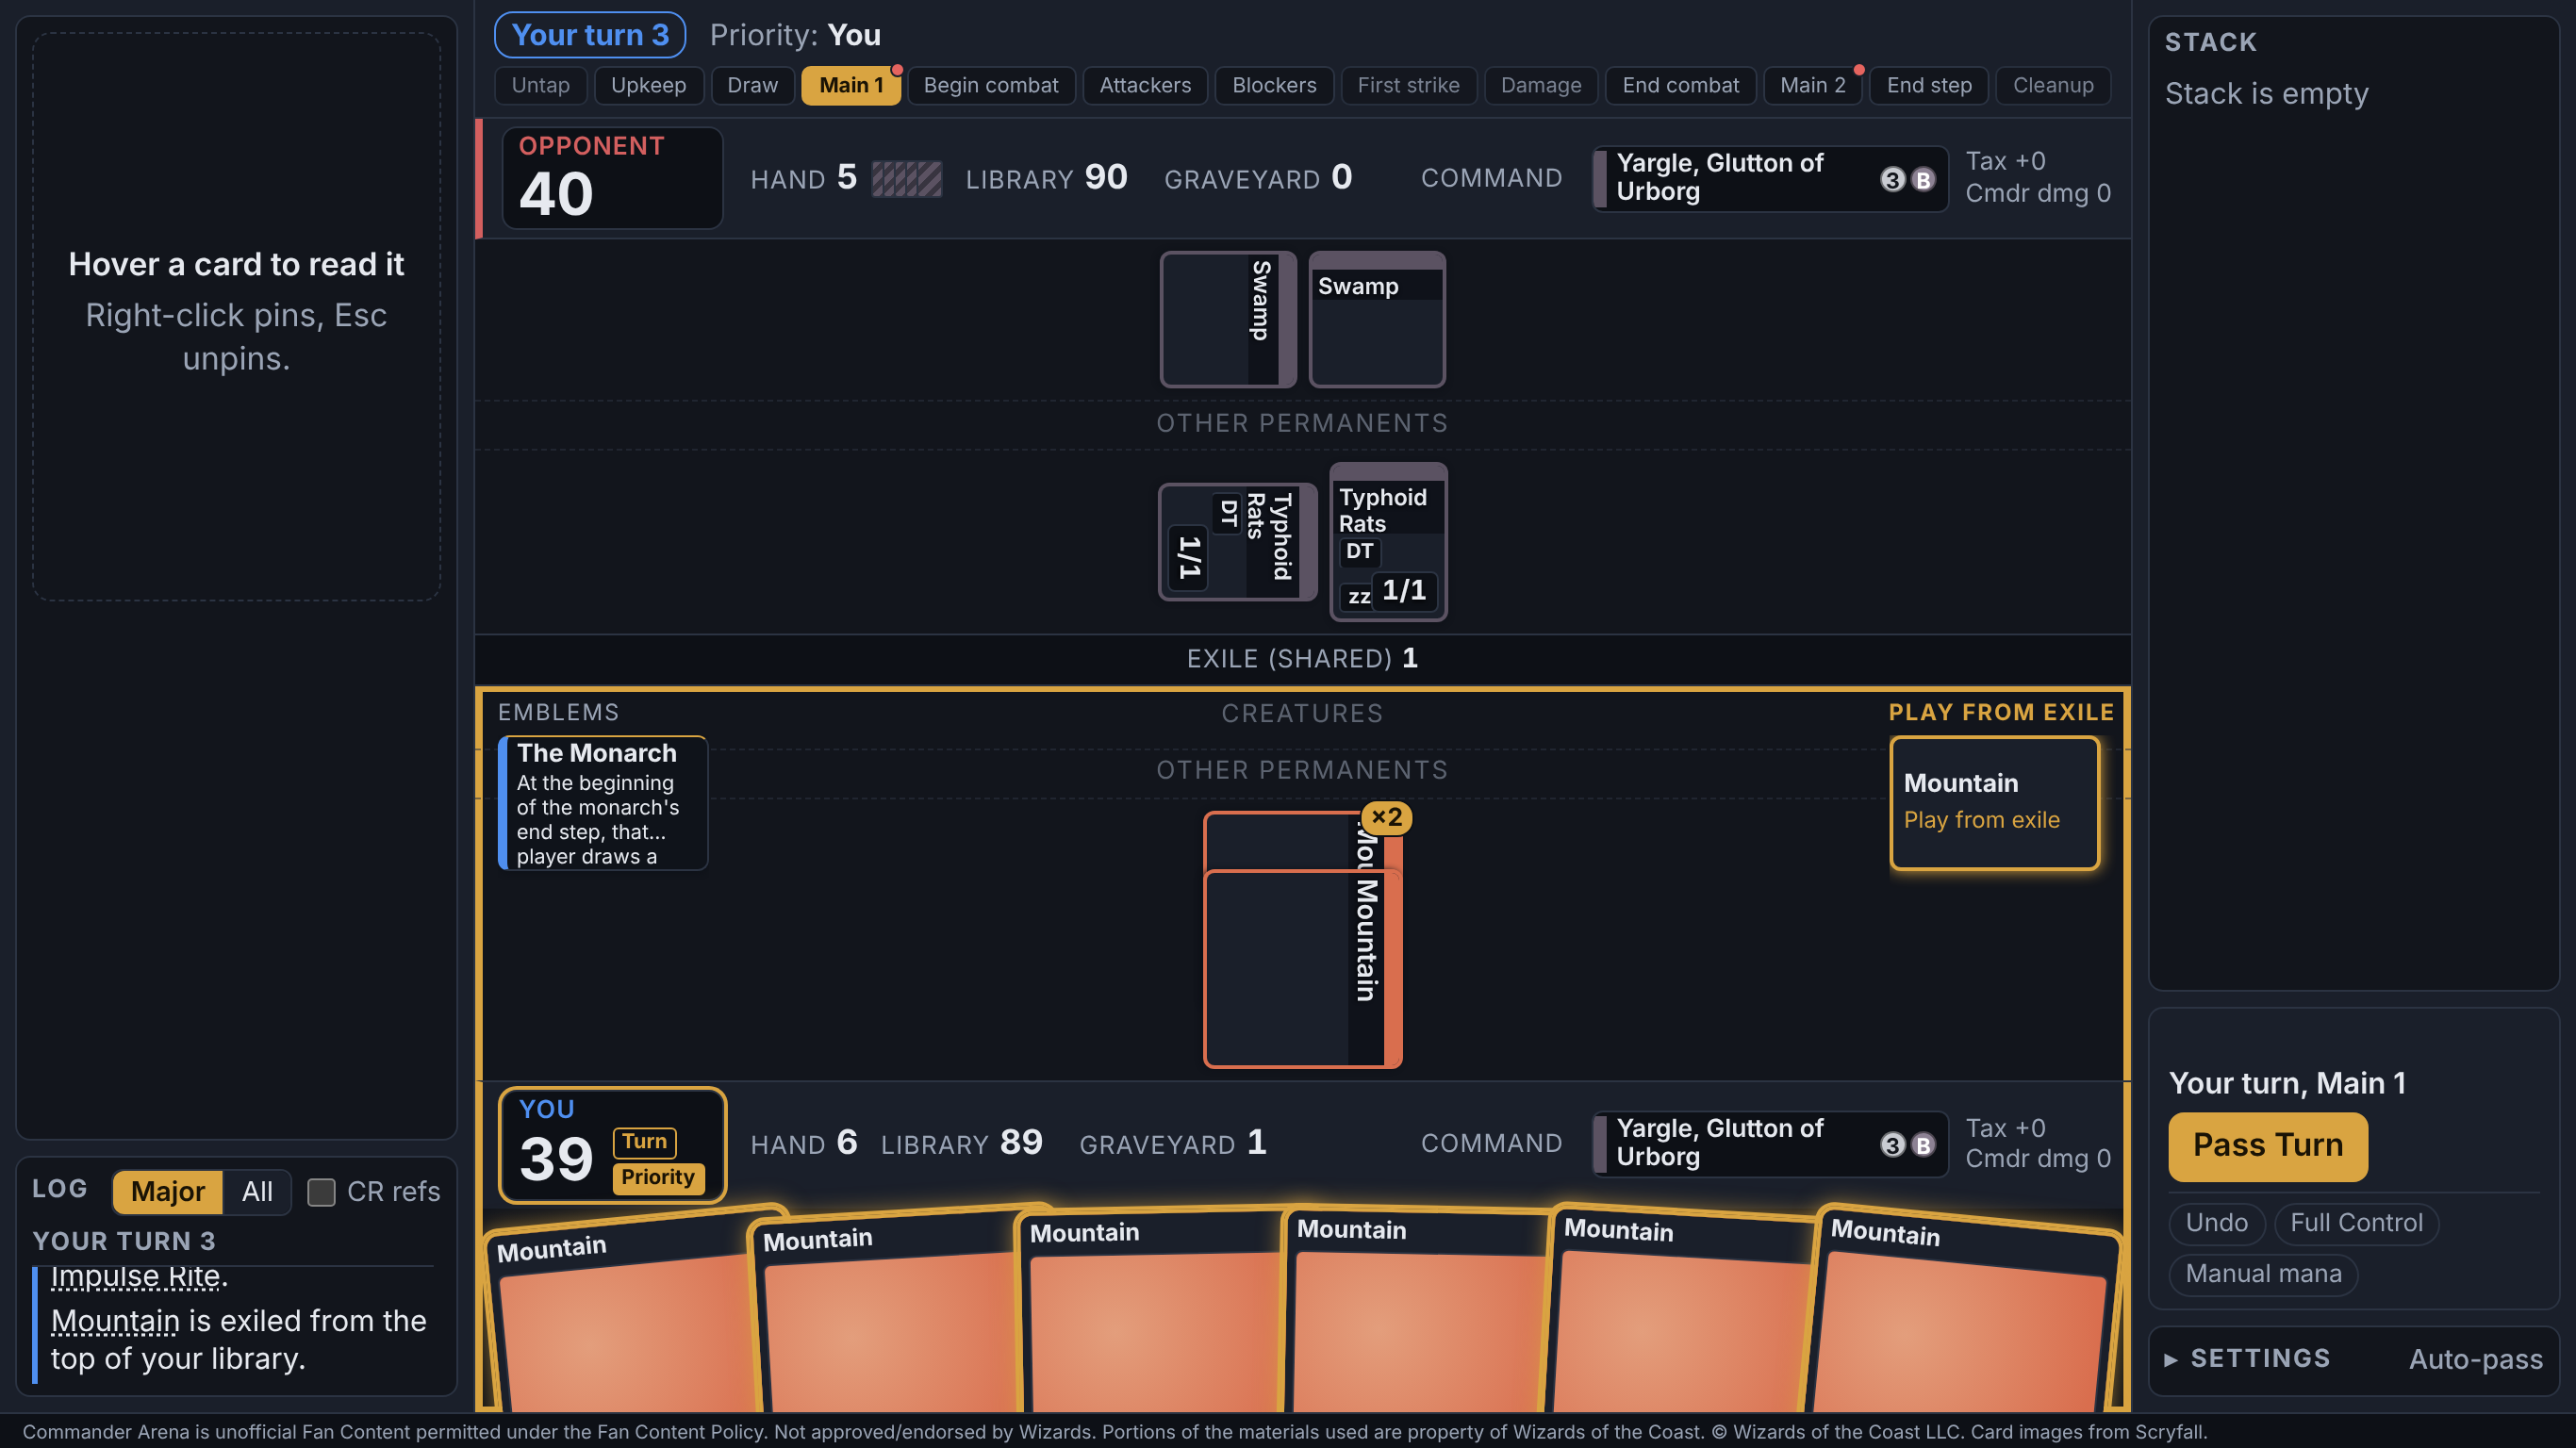 Hover a card to read it
Right-click pins, Esc
unpins.
LOG
Major
All
CR refs
YOUR TURN 3
Impulse Rite.
Mountain is exiled from the
top of your library.
Your turn 3
Priority: You
Untap
Upkeep
Draw
Main 1
Begin combat
Attackers
Blockers
First strike
Damage
End combat
Main 2
End step
Cleanup
OPPONENT
40
HAND 5
LIBRARY 90
GRAVEYARD 0
COMMAND
Yargle, Glutton of
Urborg
3 B
Tax +0
Cmdr dmg 0
Swamp
Swamp
OTHER PERMANENTS
Typhoid
Rats
DT
1/1
Typhoid
Rats
DT
zz
1/1
EXILE (SHARED) 1
EMBLEMS
The Monarch
At the beginning
of the monarch's
end step, that...
player draws a
CREATURES
OTHER PERMANENTS
PLAY FROM EXILE
Mountain
Play from exile
×2
Mou
Mountain
YOU
39
Turn
Priority
HAND 6
LIBRARY 89
GRAVEYARD 1
COMMAND
Yargle, Glutton of
Urborg
3 B
Tax +0
Cmdr dmg 0
Mountain
Mountain
Mountain
Mountain
Mountain
Mountain
STACK
Stack is empty
Your turn, Main 1
Pass Turn
Undo
Full Control
Manual mana
▸ SETTINGS
Auto-pass
Commander Arena is unofficial Fan Content permitted under the Fan Content Policy. Not approved/endorsed by Wizards. Portions of the materials used are property of Wizards of the Coast. © Wizards of the Coast LLC. Card images from Scryfall.